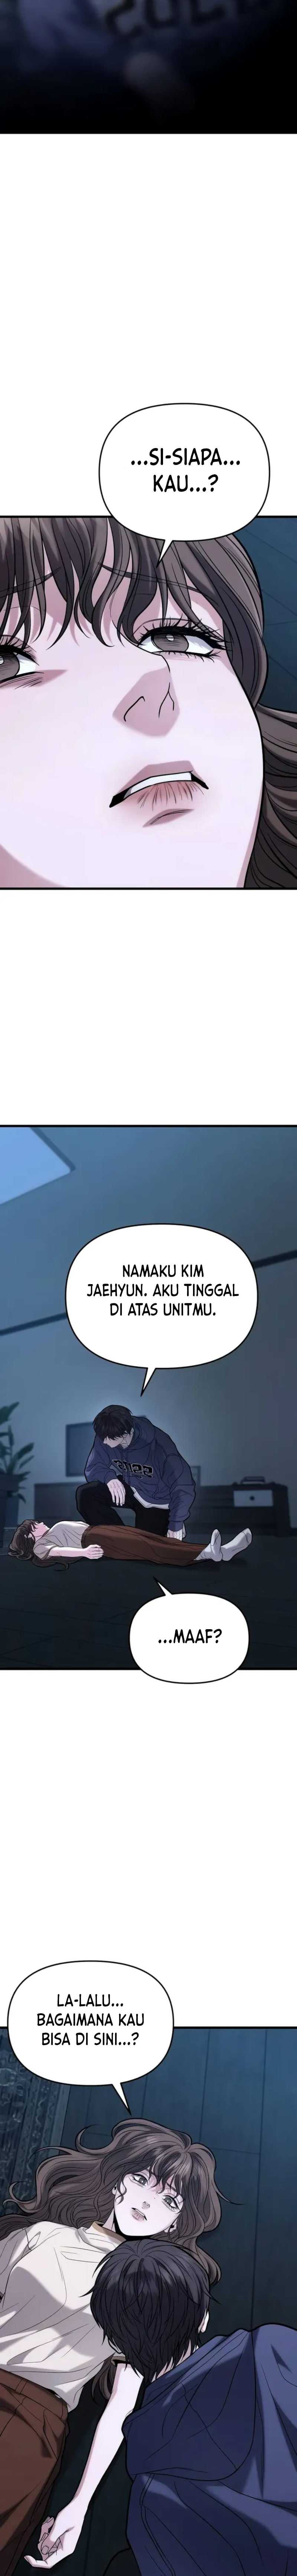 ...SI-SIAPA...
KAU...?
NAMAKU KIM
JAEHYUN. AKU TINGGAL
DI ATAS UNITMU.
...MAAF?
LA-LALU...
BAGAIMANA KAU
BISA DI SINI...?